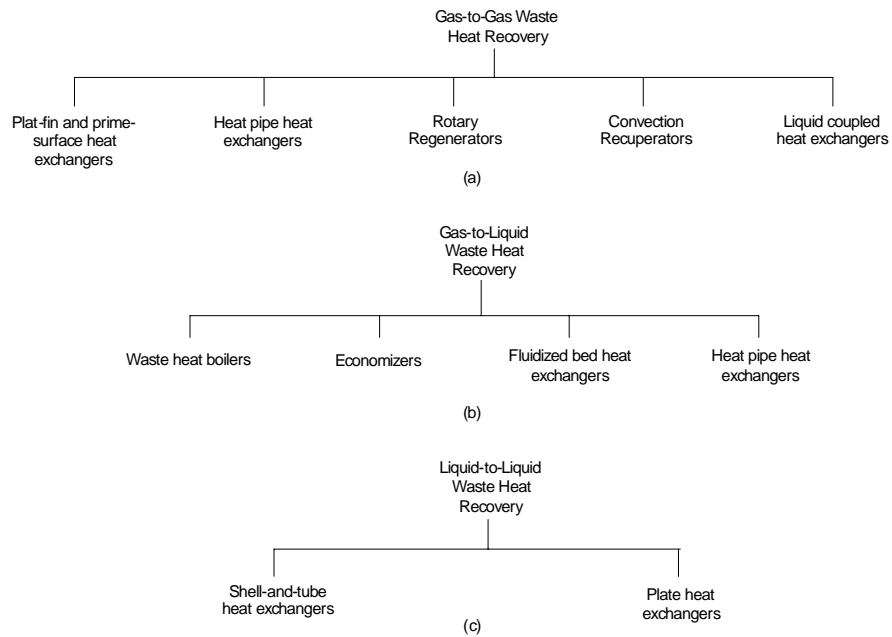 Gas-to-Gas Waste
Heat Recovery
Plat-fin and prime-
surface heat
exchangers
Heat pipe heat
exchangers
Rotary
Regenerators
Convection
Recuperators
Liquid coupled
heat exchangers
(a)
Gas-to-Liquid
Waste Heat
Recovery
Waste heat boilers
Economizers
Fluidized bed heat
exchangers
Heat pipe heat
exchangers
(b)
Liquid-to-Liquid
Waste Heat
Recovery
Shell-and-tube
heat exchangers
Plate heat
exchangers
(c)